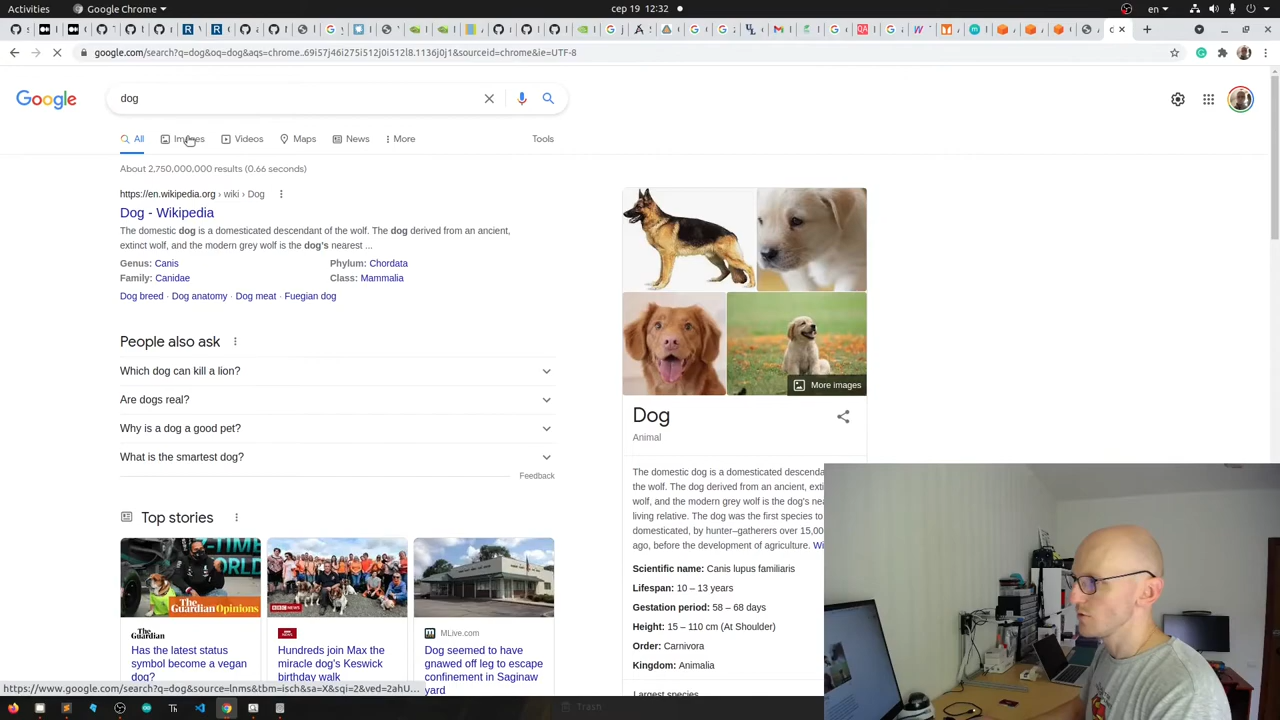 google.com/search?q=dog&oq=dog&aqs=chrome..69i57j46i275i512j0i512l8.1136j0j1&sourceid=chrome&ie=UTF-8
Google
dog
All
Images
Videos
Maps
News
More
Tools
About 2,750,000,000 results (0.66 seconds)
https://en.wikipedia.org › wiki › Dog
Dog - Wikipedia
The domestic dog is a domesticated descendant of the wolf. The dog derived from an ancient,
extinct wolf, and the modern grey wolf is the dog's nearest ...
Genus: Canis
Phylum: Chordata
Family: Canidae
Class: Mammalia
Dog breed · Dog anatomy · Dog meat · Fuegian dog
People also ask
Which dog can kill a lion?
Are dogs real?
Why is a dog a good pet?
What is the smartest dog?
Feedback
Top stories
The Guardian Opinions
BBC NEWS
The Guardian
MLive.com
Has the latest status
symbol become a vegan
dog?
Hundreds join Max the
miracle dog's Keswick
birthday walk
Dog seemed to have
gnawed off leg to escape
confinement in Saginaw
yard
More images
Dog
Animal
The domestic dog is a domesticated descenda
the wolf. The dog derived from an ancient, exti
wolf, and the modern grey wolf is the dog's nea
living relative. The dog was the first species to
domesticated, by hunter–gatherers over 15,00
ago, before the development of agriculture. Wi
Scientific name: Canis lupus familiaris
Lifespan: 10 – 13 years
Gestation period: 58 – 68 days
Height: 15 – 110 cm (At Shoulder)
Order: Carnivora
Kingdom: Animalia
Largest species
https://www.google.com/search?q=dog&source=lnms&tbm=isch&sa=X&sqi=2&ved=2ahU...
Trash